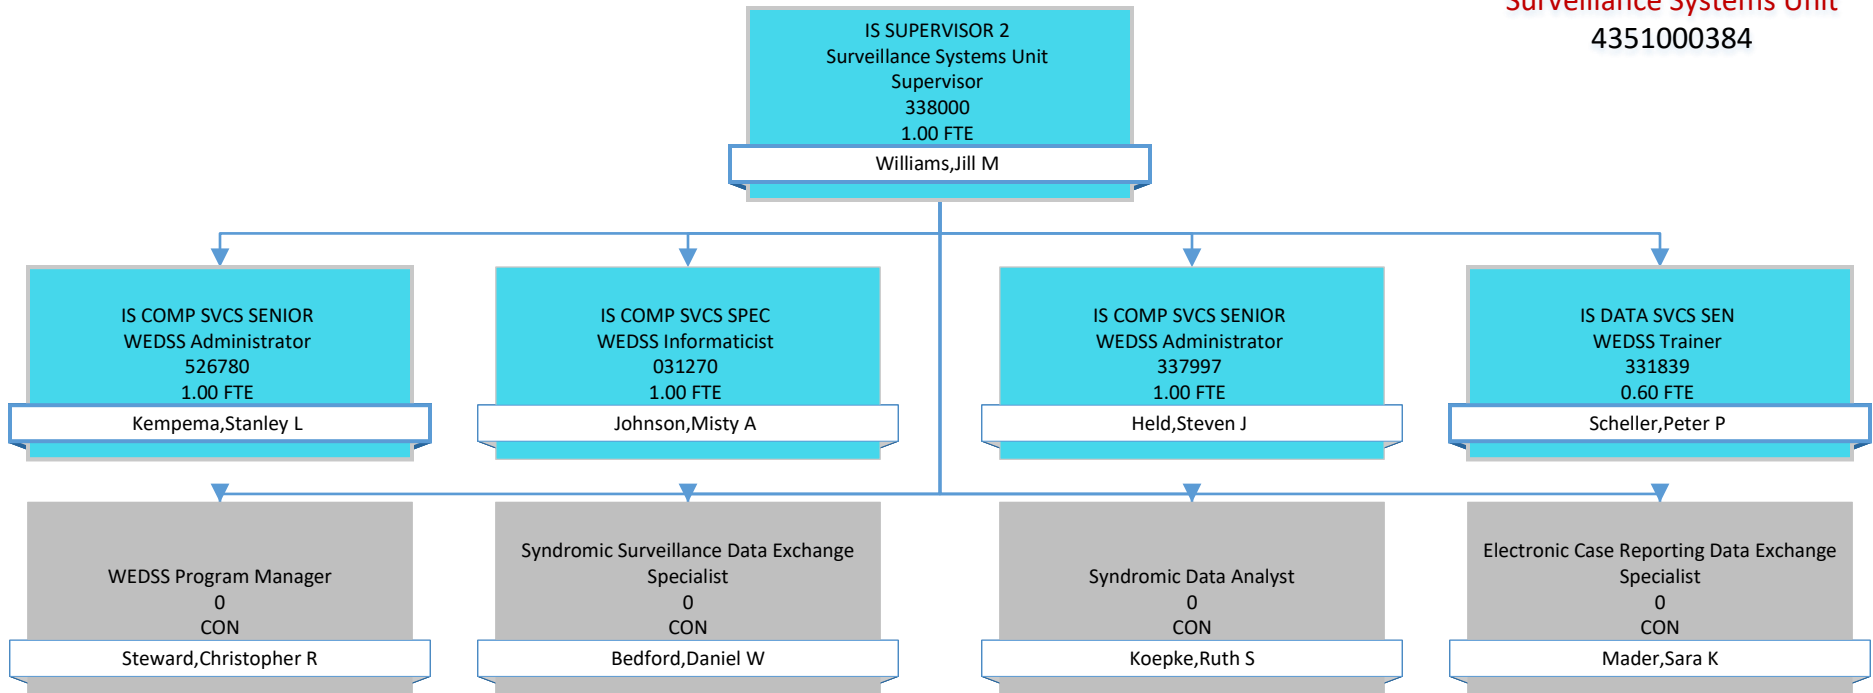 Surveillance Systems Unit
4351000384
IS SUPERVISOR 2
Surveillance Systems Unit
Supervisor
338000
1.00 FTE
Williams,Jill M
IS COMP SVCS SENIOR
WEDSS Administrator
526780
1.00 FTE
Kempema,Stanley L
IS COMP SVCS SPEC
WEDSS Informaticist
031270
1.00 FTE
Johnson,Misty A
IS COMP SVCS SENIOR
WEDSS Administrator
337997
1.00 FTE
Held,Steven J
IS DATA SVCS SEN
WEDSS Trainer
331839
0.60 FTE
Scheller,Peter P
WEDSS Program Manager
0
CON
Steward,Christopher R
Syndromic Surveillance Data Exchange
Specialist
0
CON
Bedford,Daniel W
Syndromic Data Analyst
0
CON
Koepke,Ruth S
Electronic Case Reporting Data Exchange
Specialist
0
CON
Mader,Sara K